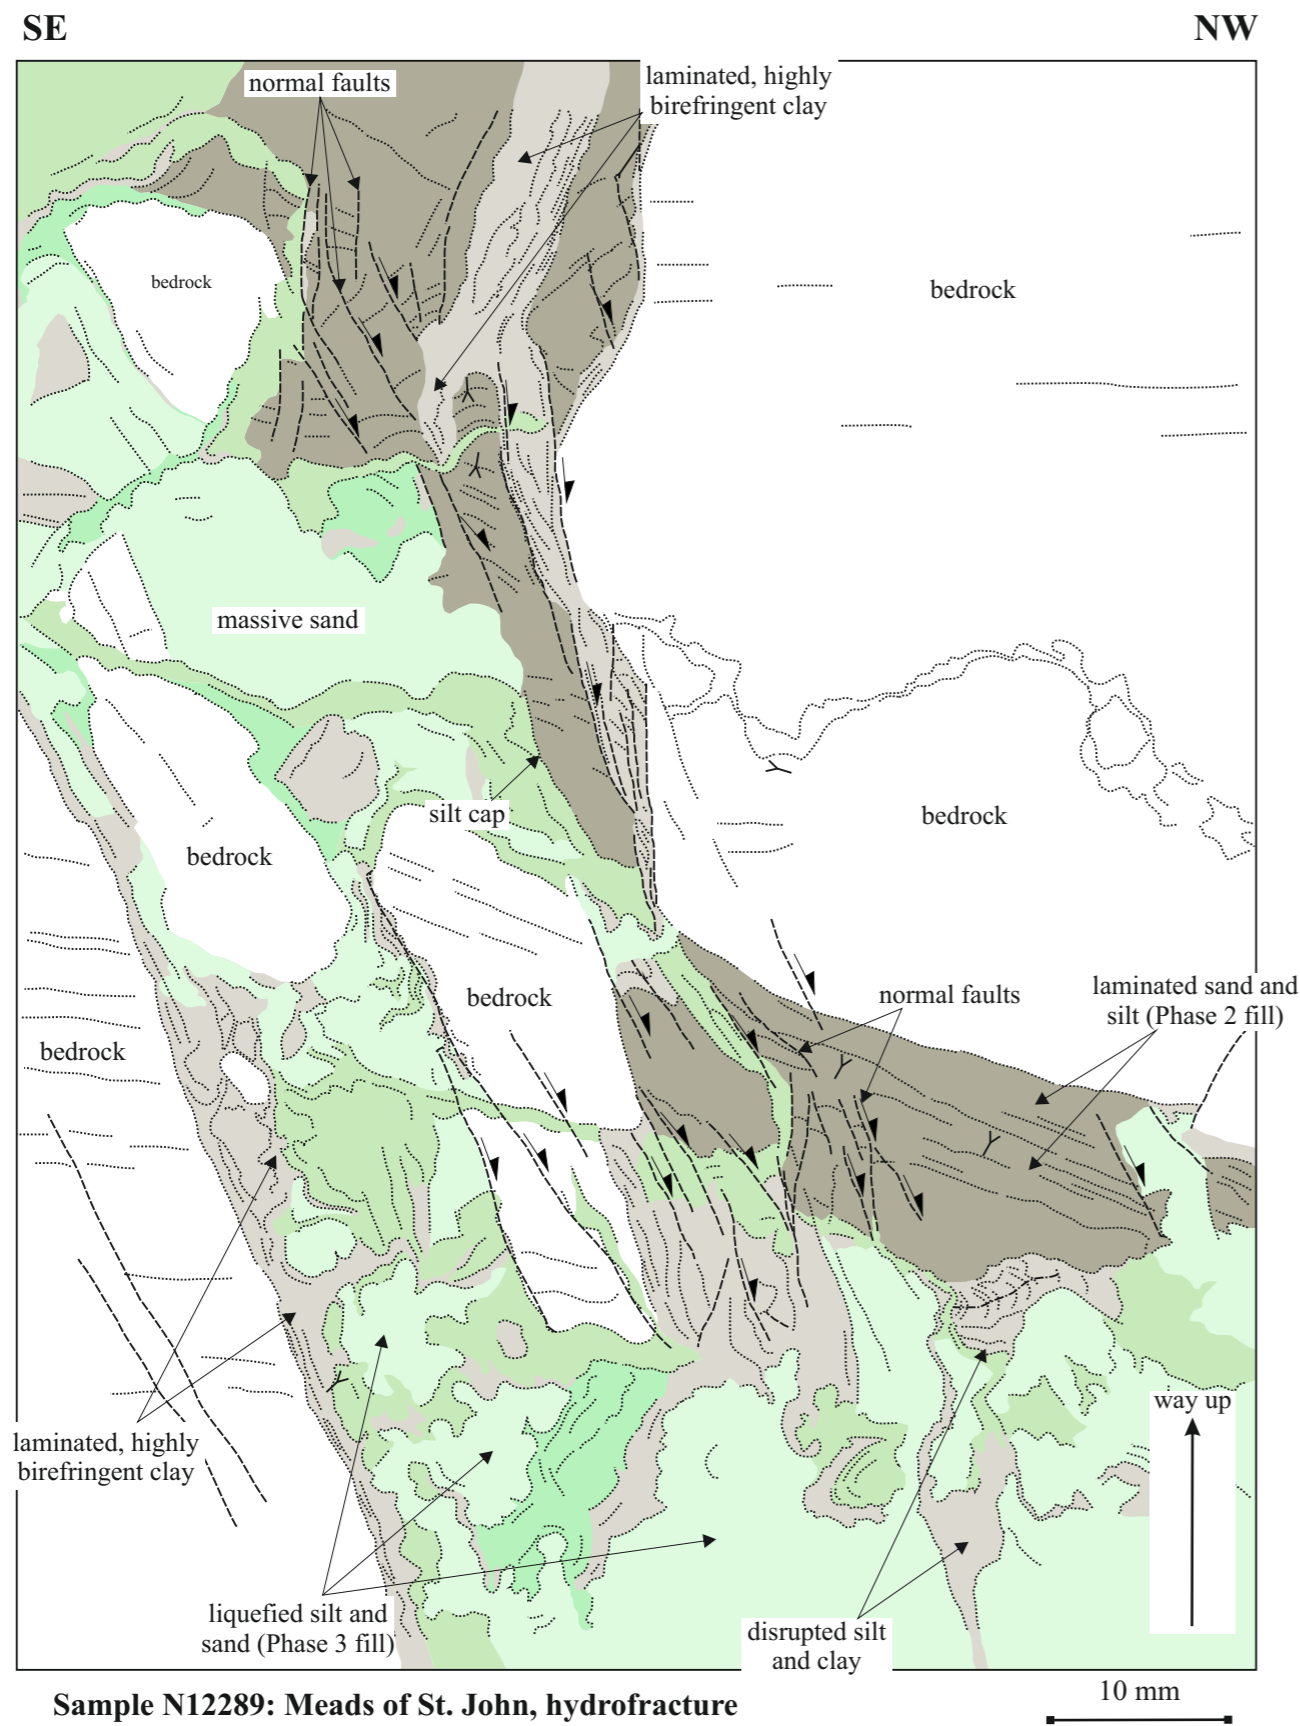 SE
NW
normal faults
laminated, highly
birefringent clay
bedrock
bedrock
massive sand
silt cap
bedrock
bedrock
bedrock
normal faults
laminated sand and
silt (Phase 2 fill)
bedrock
way up
laminated, highly
birefringent clay
liquefied silt and
sand (Phase 3 fill)
disrupted silt
and clay
10 mm
Sample N12289: Meads of St. John, hydrofracture